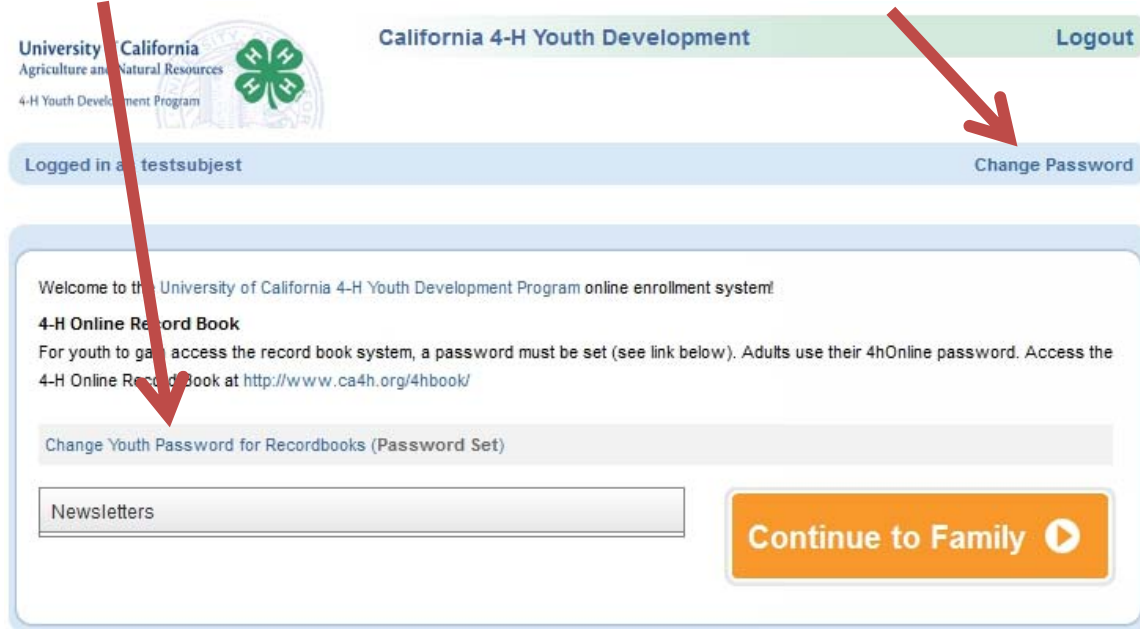 University California
Agriculture and Natural Resources
4-H Youth Development Program
H H H H
California 4-H Youth Development
Logout
Logged in as testsubjest
Change Password
Welcome to the University of California 4-H Youth Development Program online enrollment system!
4-H Online Record Book
For youth to gain access the record book system, a password must be set (see link below). Adults use their 4hOnline password. Access the
4-H Online Record Book at http://www.ca4h.org/4hbook/
Change Youth Password for Recordbooks (Password Set)
Newsletters
Continue to Family